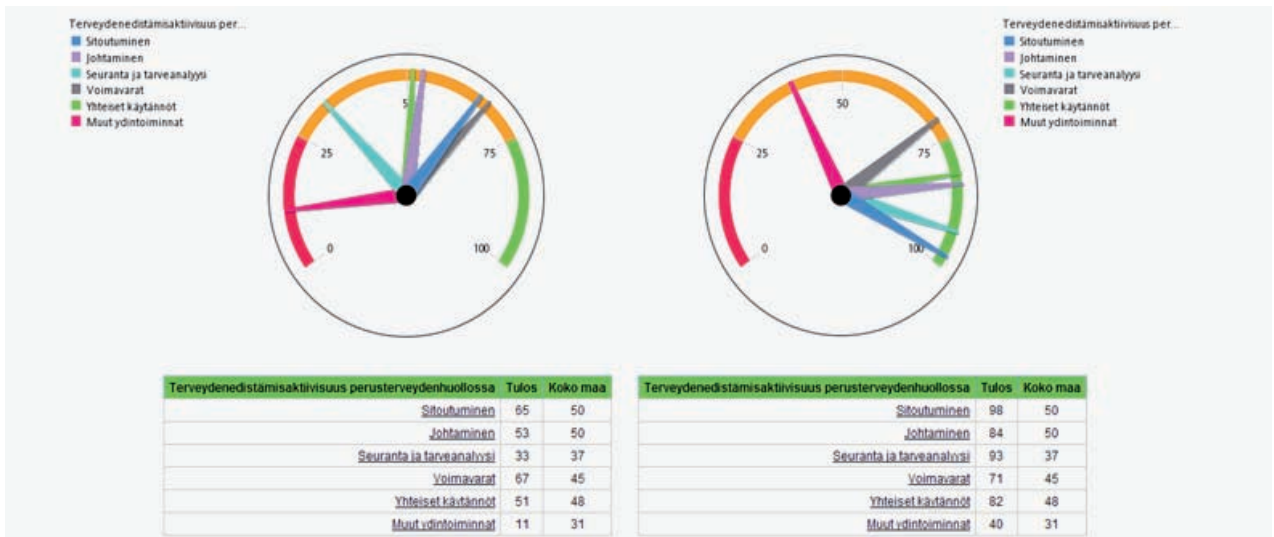 Terveydenedistämisaktiivisuus per...
Sitoutuminen
Johtaminen
Seuranta ja tarveanalyysi
Voimavarat
Yhteiset käytännöt
Muut ydintoiminnat
0
25
5
75
100
Terveydenedistämisaktiivisuus per...
Sitoutuminen
Johtaminen
Seuranta ja tarveanalyysi
Voimavarat
Yhteiset käytännöt
Muut ydintoiminnat
0
25
50
75
100
Terveydenedistämisaktiivisuus perusterveydenhuollossa Tulos Koko maa
Sitoutuminen 65 50
Johtaminen 53 50
Seuranta ja tarveanalyysi 33 37
Voimavarat 67 45
Yhteiset käytännöt 51 48
Muut ydintoiminnat 11 31
Terveydenedistämisaktiivisuus perusterveydenhuollossa Tulos Koko maa
Sitoutuminen 98 50
Johtaminen 84 50
Seuranta ja tarveanalyysi 93 37
Voimavarat 71 45
Yhteiset käytännöt 82 48
Muut ydintoiminnat 40 31